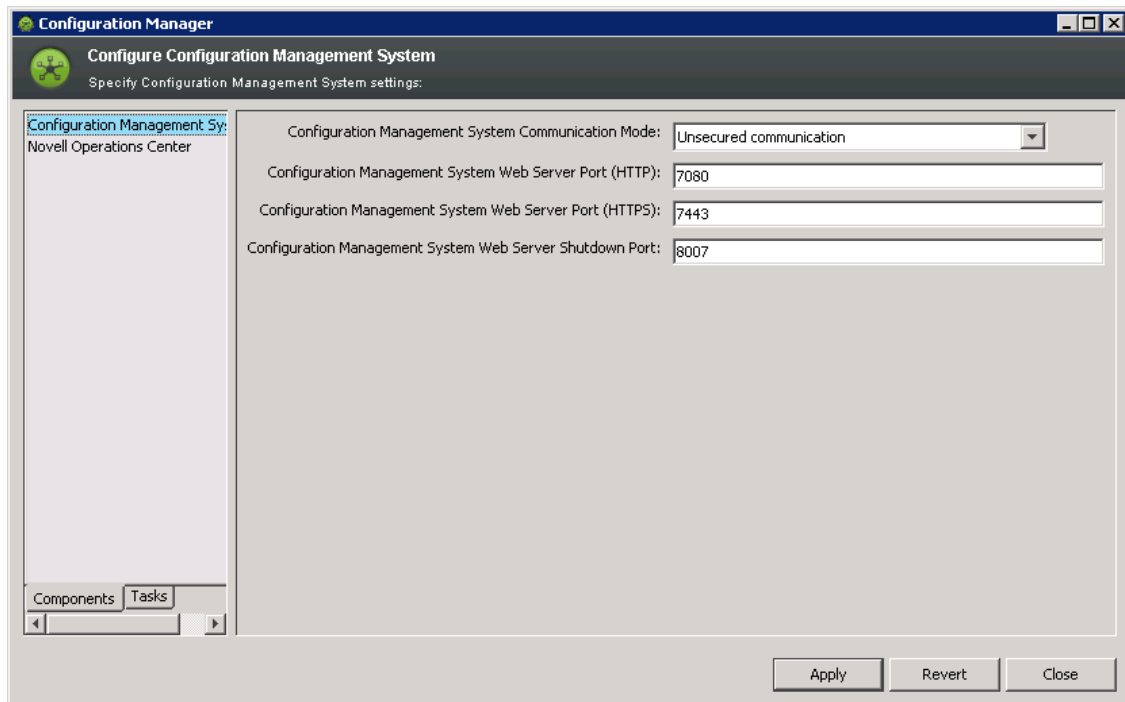 Configuration Manager
Configure Configuration Management System
Specify Configuration Management System settings:
Configuration Management Sy
Novell Operations Center
Configuration Management System Communication Mode: Unsecured communication
Configuration Management System Web Server Port (HTTP): 7080
Configuration Management System Web Server Port (HTTPS): 7443
Configuration Management System Web Server Shutdown Port: 8007
Components Tasks
Apply Revert Close